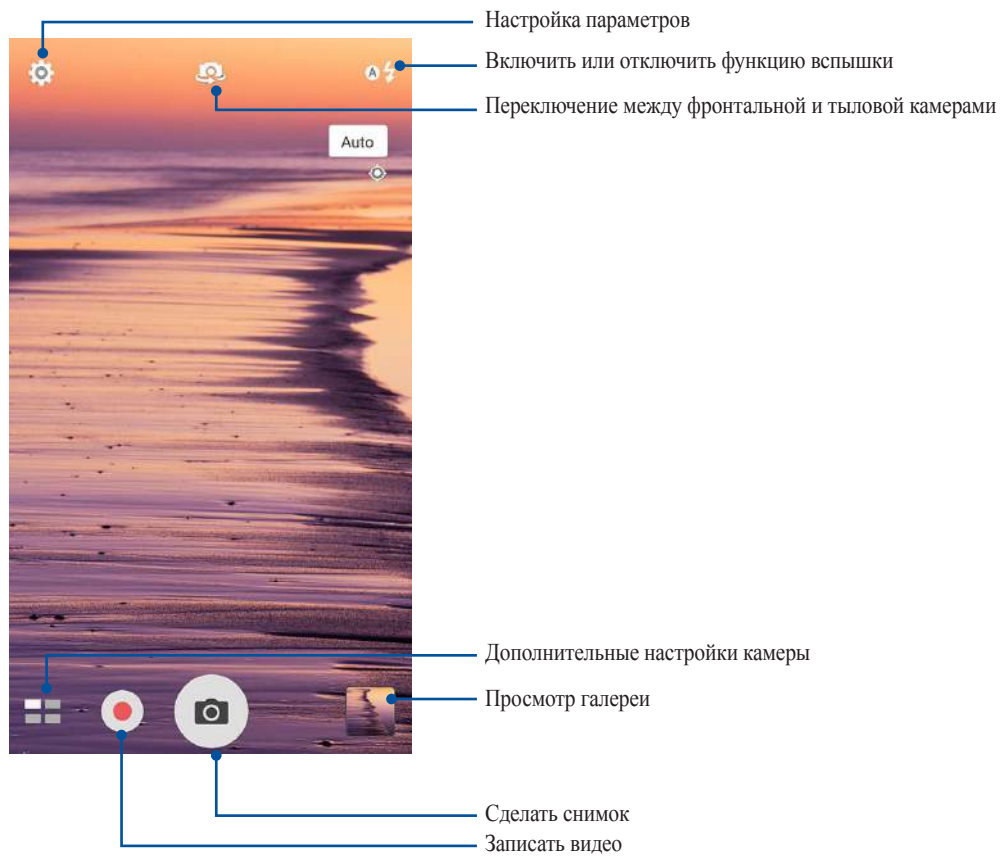 Настройка параметров
Включить или отключить функцию вспышки
Переключение между фронтальной и тыловой камерами
A
Auto
Дополнительные настройки камеры
Просмотр галереи
Сделать снимок
Записать видео